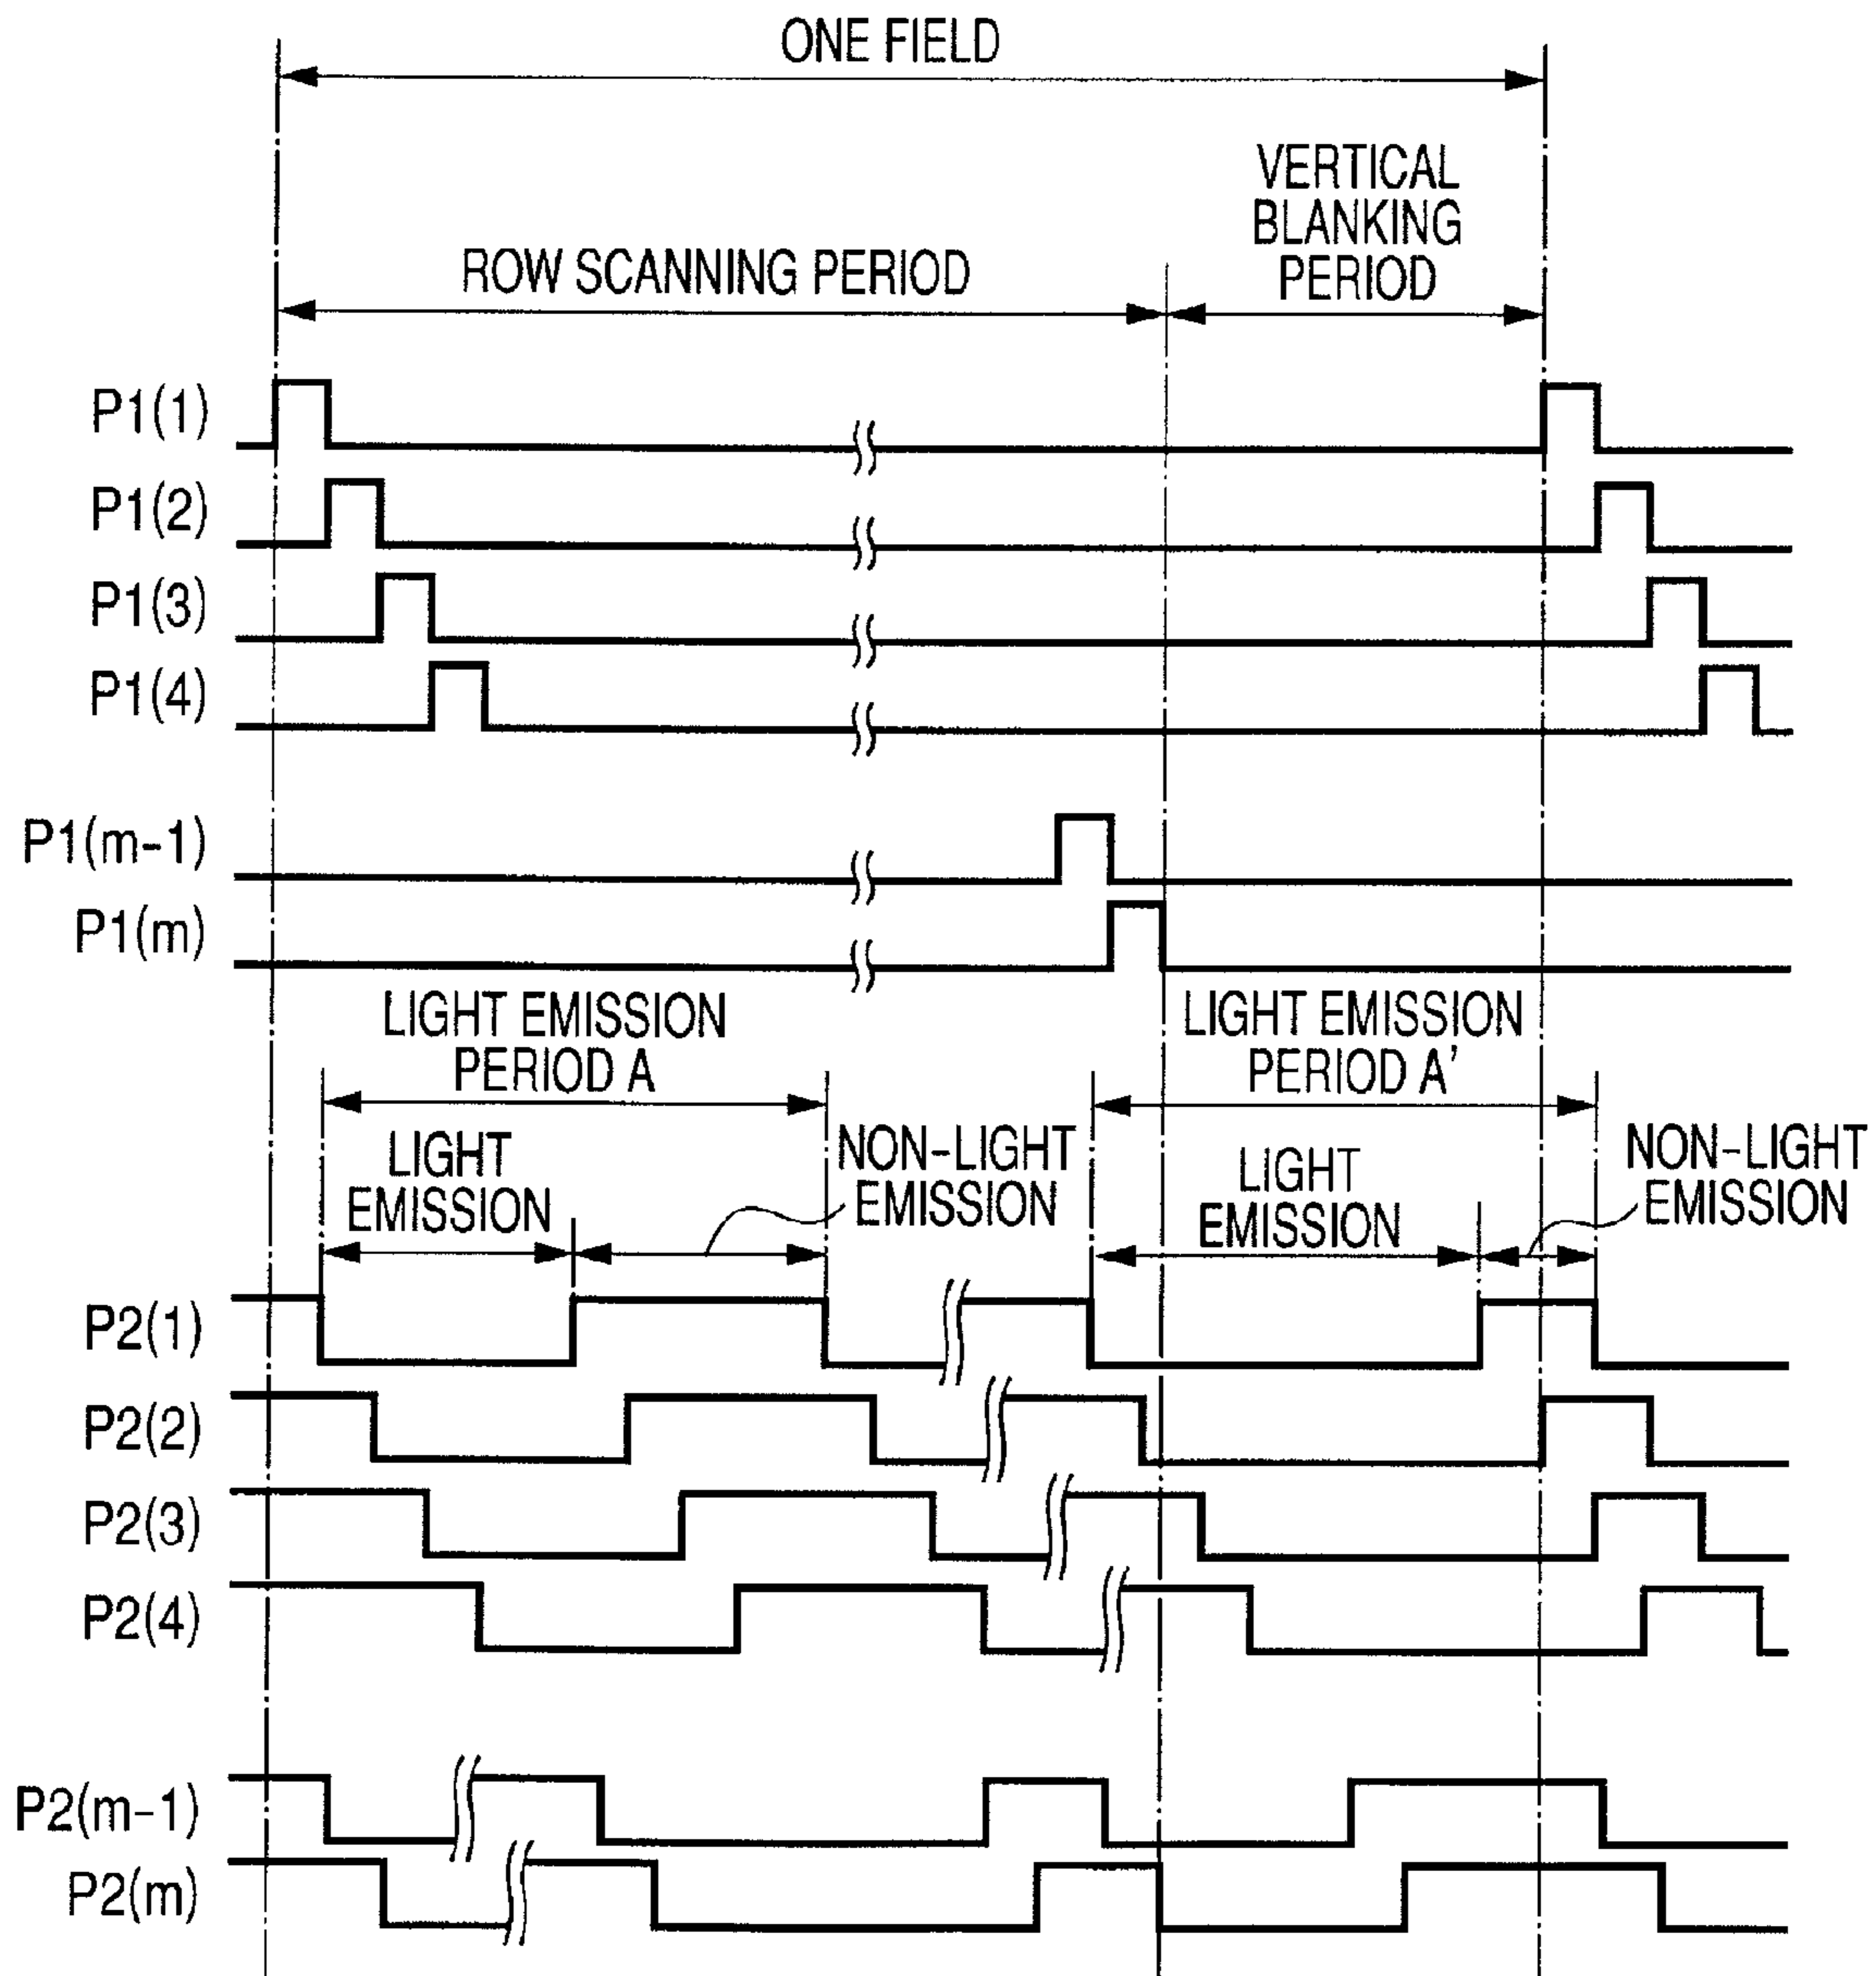 ONE FIELD
VERTICAL
BLANKING
PERIOD
ROW SCANNING PERIOD
P1(1)
P1(2)
P1(3)
P1(4)
P1(m-1)
P1(m)
LIGHT EMISSION
PERIOD A
LIGHT EMISSION
PERIOD A'
LIGHT
EMISSION
NON-LIGHT
EMISSION
LIGHT
EMISSION
NON-LIGHT
EMISSION
P2(1)
P2(2)
P2(3)
P2(4)
P2(m-1)
P2(m)